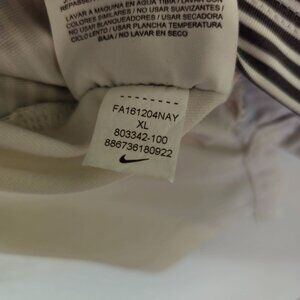 LAVAR A MAQUINA EN AGUA TIBIA / LAVAR CON
COLORES SIMILARES / NO USAR SUAVIZANTES /
NO USAR BLANQUEADORES / USAR SECADORA
CICLO LENTO / USAR PLANCHA TEMPERATURA
BAJA / NO LAVAR EN SECO
FA161204NAY
XL
803342-100
886736180922